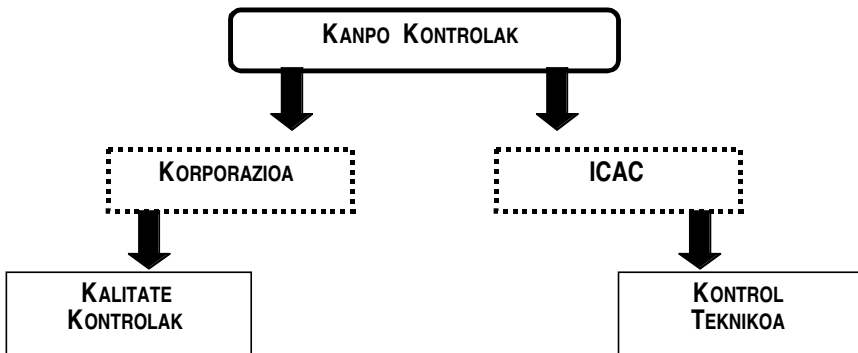 KANPO KONTROLAK
KORPORAZIOA
ICAC
KALITATE
KONTROLAK
KONTROL
TEKNIKOA